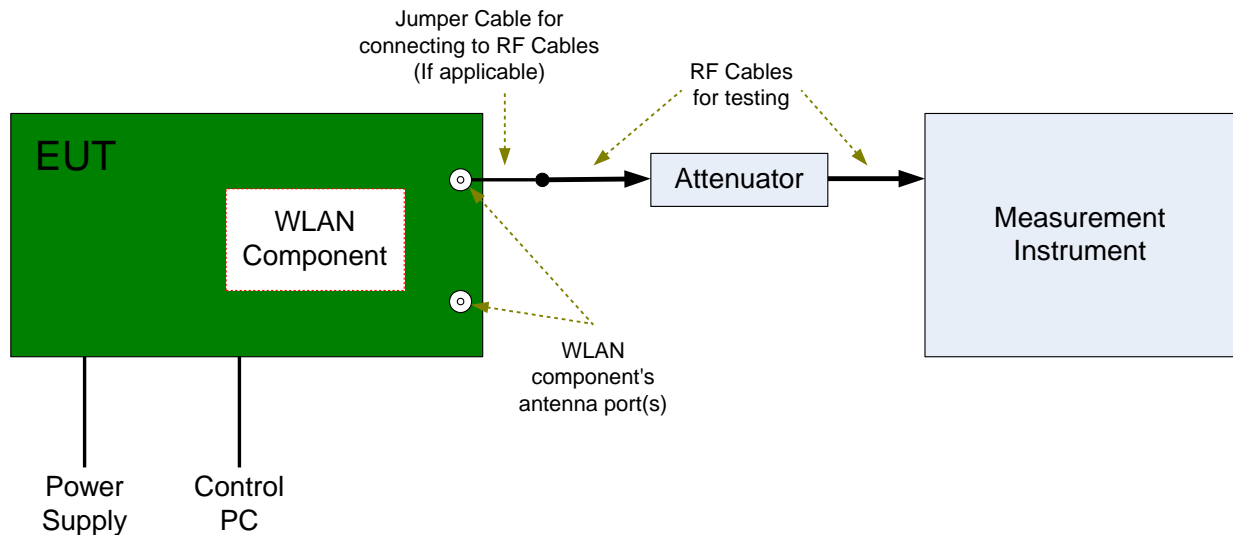 Jumper Cable for
connecting to RF Cables
(If applicable)
RF Cables
for testing
EUT
WLAN
Component
Attenuator
Measurement
Instrument
WLAN
component's
antenna port(s)
Power
Supply
Control
PC